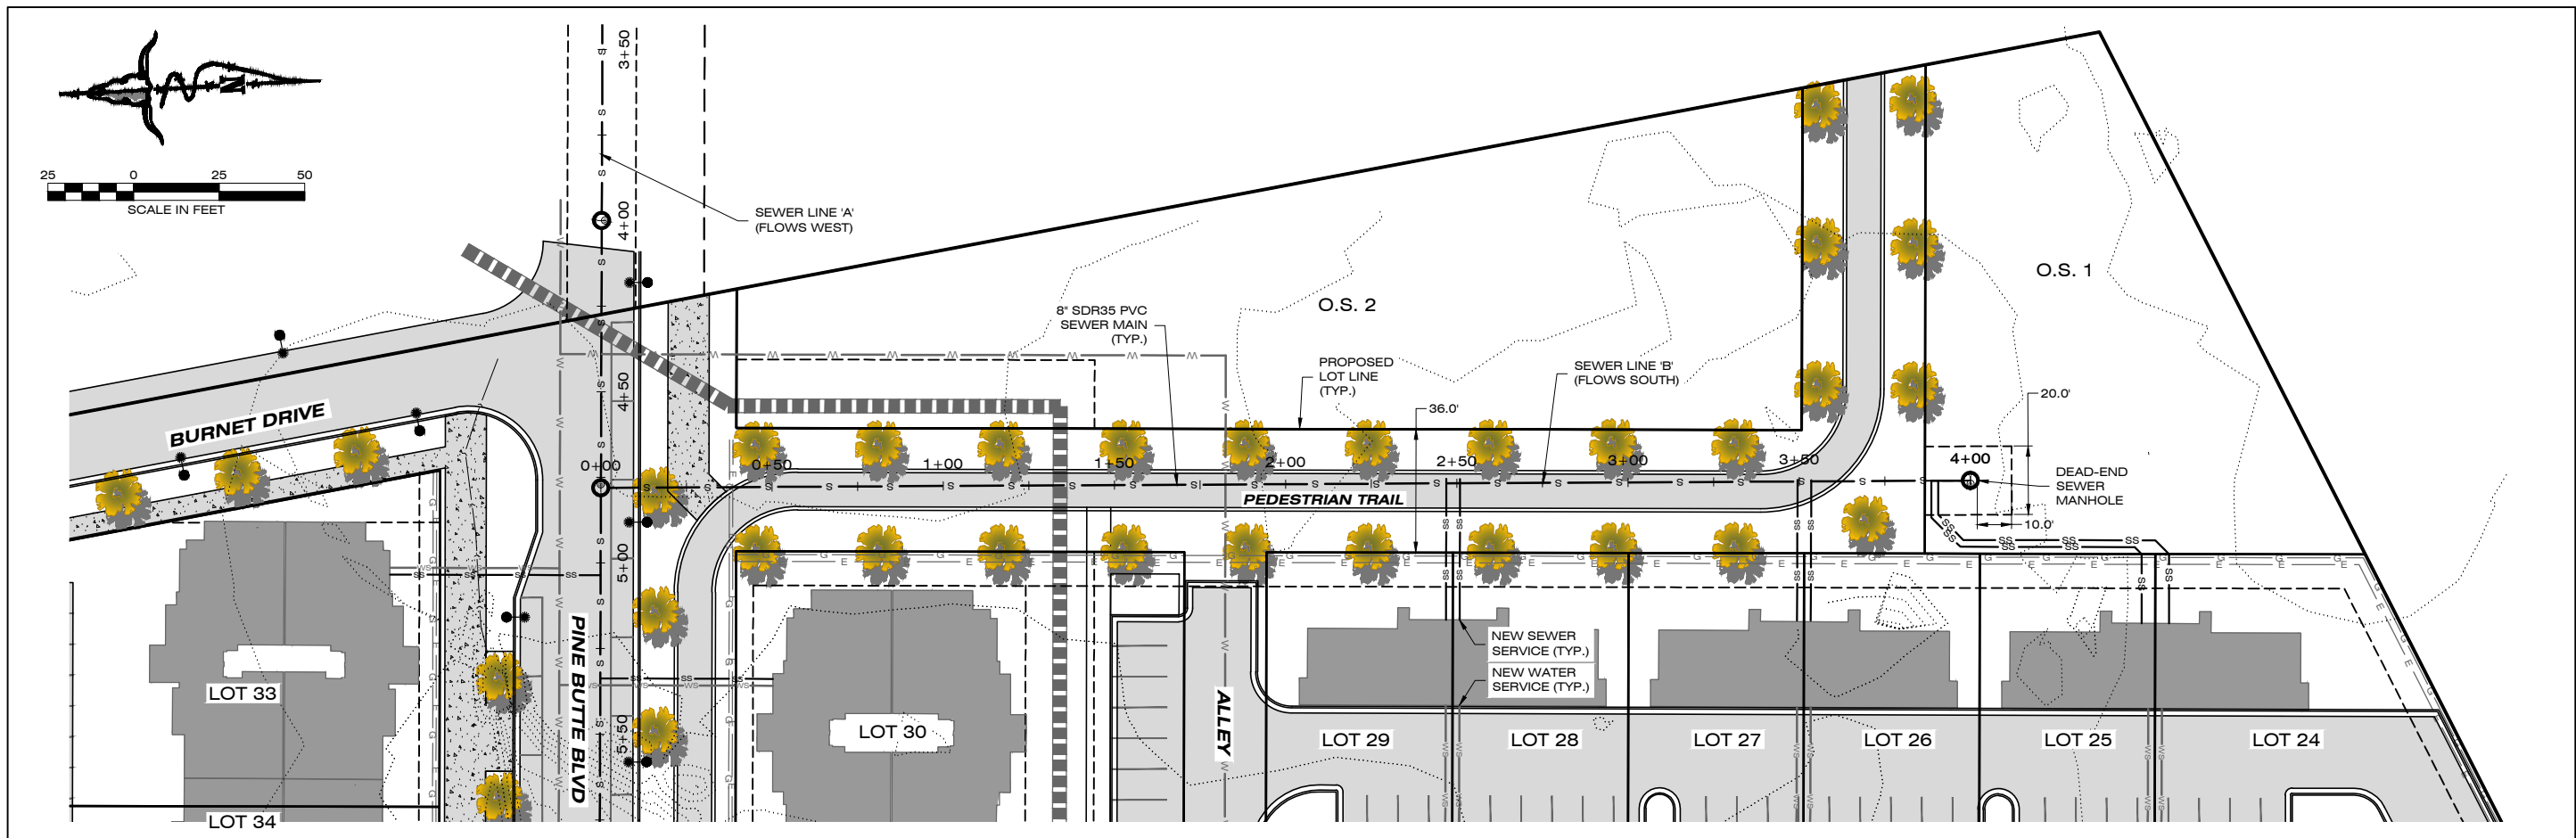 N
25 0 25 50
SCALE IN FEET
3+50
4+00
4+50
5+00
5+50
SEWER LINE 'A'
(FLOWS WEST)
BURNET DRIVE
PINE BUTTE BLVD
LOT 33
LOT 34
LOT 30
8" SDR35 PVC
SEWER MAIN
(TYP.)
O.S. 2
PROPOSED
LOT LINE
(TYP.)
SEWER LINE 'B'
(FLOWS SOUTH)
36.0'
O.S. 1
20.0'
10.0'
DEAD-END
SEWER
MANHOLE
0+00 0+50 1+00 1+50 2+00 2+50 3+00 3+50 4+00
PEDESTRIAN TRAIL
NEW SEWER
SERVICE (TYP.)
NEW WATER
SERVICE (TYP.)
ALLEY
LOT 29 LOT 28 LOT 27 LOT 26 LOT 25 LOT 24